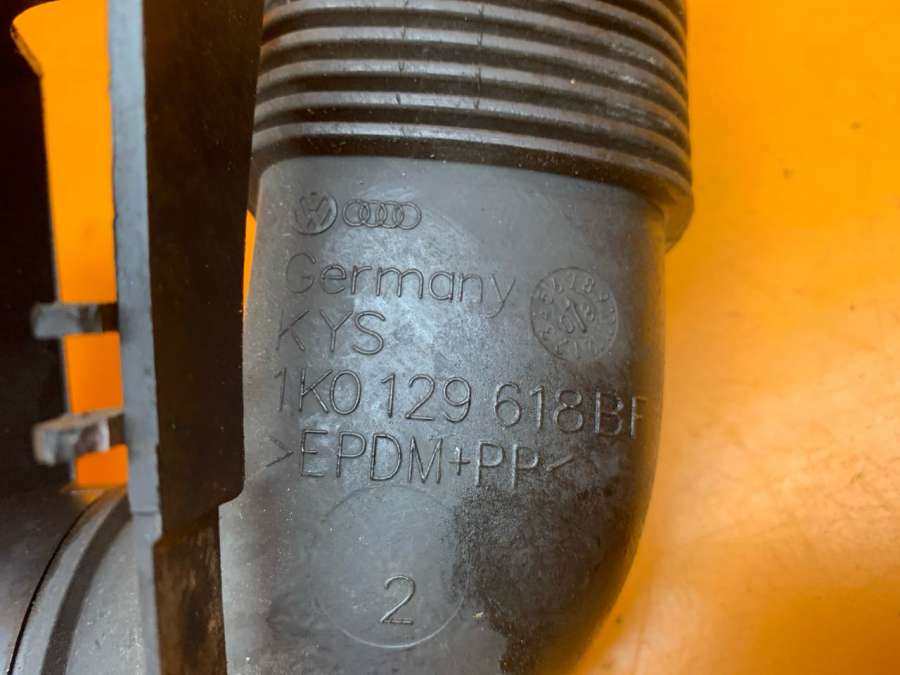 Germany
KYS
1K0 129 618BF
>EPDM+PP<
2